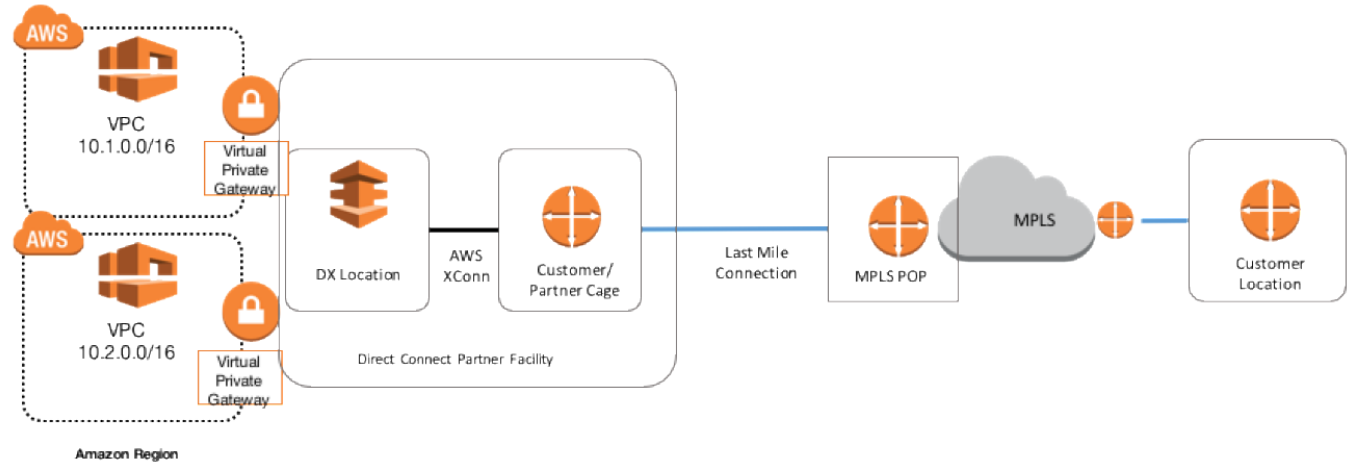 AWS
VPC
10.1.0.0/16
Virtual
Private
Gateway
AWS
VPC
10.2.0.0/16
Virtual
Private
Gateway
Amazon Region
DX Location
AWS
XConn
Customer/
Partner Cage
Direct Connect Partner Facility
Last Mile
Connection
MPLS POP
MPLS
Customer
Location